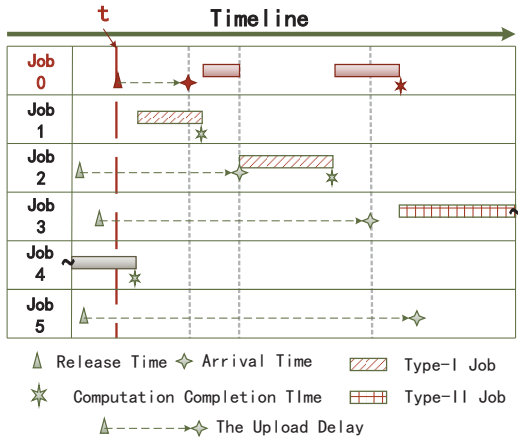 Timeline
t
Job
0
Job
1
Job
2
Job
3
Job
4
Job
5
Release Time
Arrival Time
Type-I Job
Computation Completion TIme
Type-II Job
The Upload Delay